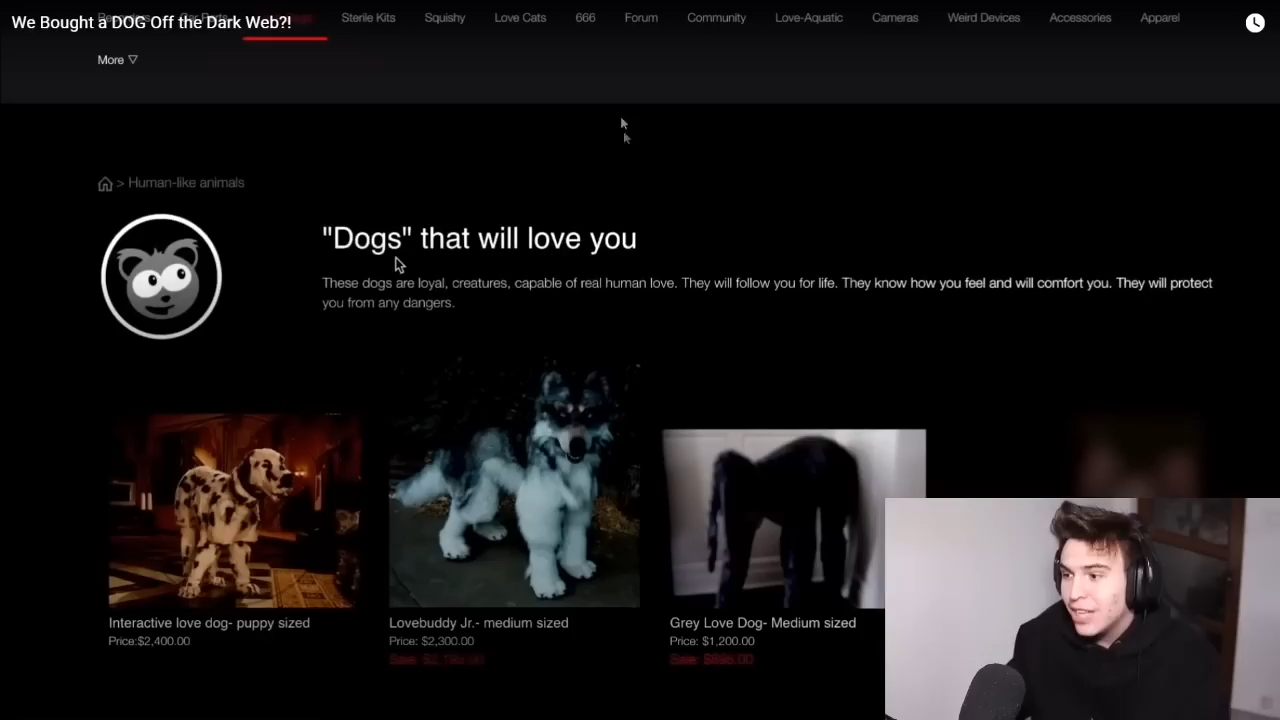 We Bought a DOG Off the Dark Web?!
Sterile Kits Squishy Love Cats 666 Forum Community Love-Aquatic Cameras Weird Devices Accessories Apparel
More
> Human-like animals
"Dogs" that will love you
These dogs are loyal, creatures, capable of real human love. They will follow you for life. They know how you feel and will comfort you. They will protect
you from any dangers.
Interactive love dog- puppy sized
Price:$2,400.00
Lovebuddy Jr.- medium sized
Price: $2,300.00
Grey Love Dog- Medium sized
Price: $1,200.00